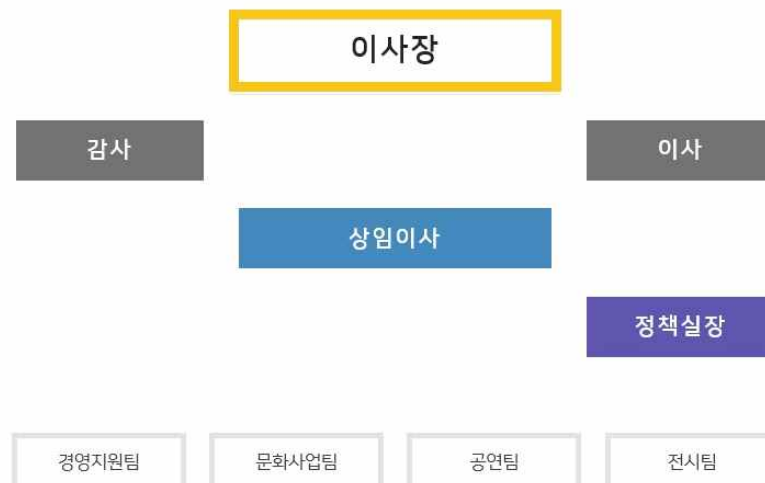 이사장
감사
이사
상임이사
정책실장
경영지원팀
문화사업팀
공연팀
전시팀